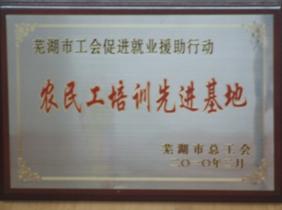 芜湖市工会促进就业援助行动
农民工培训先进基地
芜湖市总工会
二〇一〇年二月